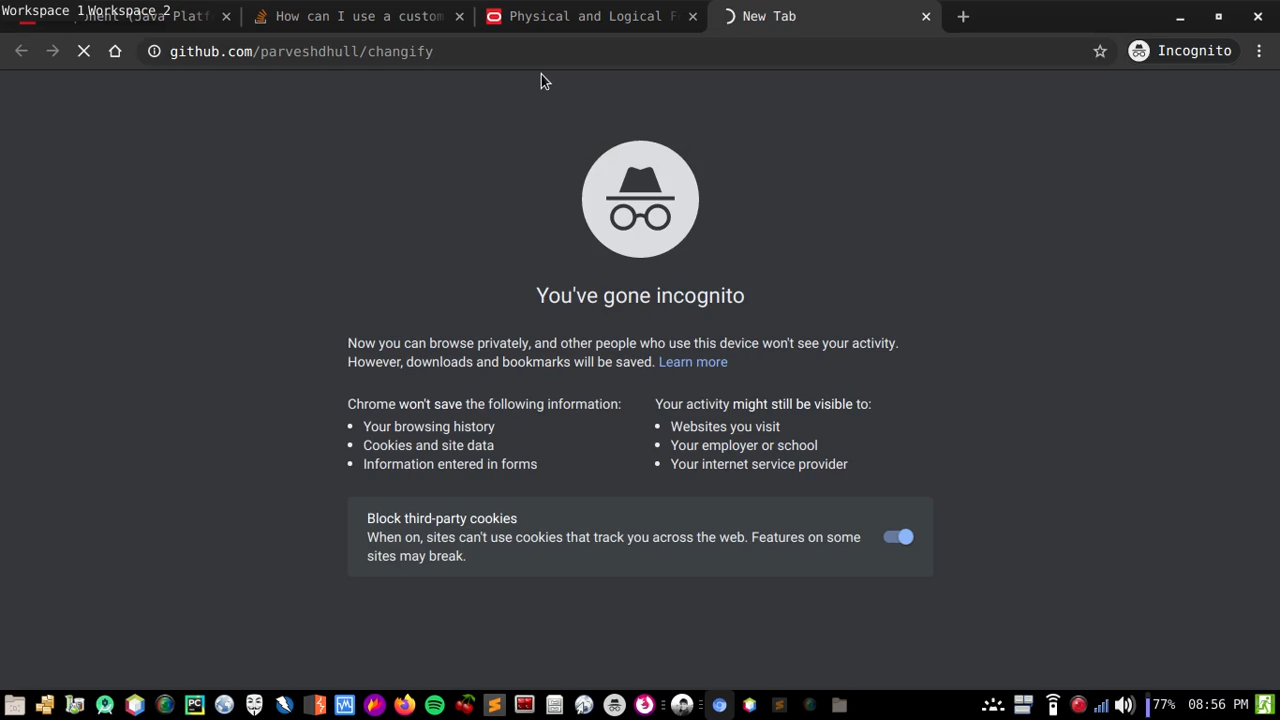 Workspace 1 Workspace 2
ment (Java Platf
How can I use a custom
Physical and Logical F
New Tab
github.com/parveshdhull/changify
Incognito
You've gone incognito
Now you can browse privately, and other people who use this device won't see your activity.
However, downloads and bookmarks will be saved. Learn more
Chrome won't save the following information:
• Your browsing history
• Cookies and site data
• Information entered in forms
Your activity might still be visible to:
• Websites you visit
• Your employer or school
• Your internet service provider
Block third-party cookies
When on, sites can't use cookies that track you across the web. Features on some
sites may break.
77%
08:56 PM